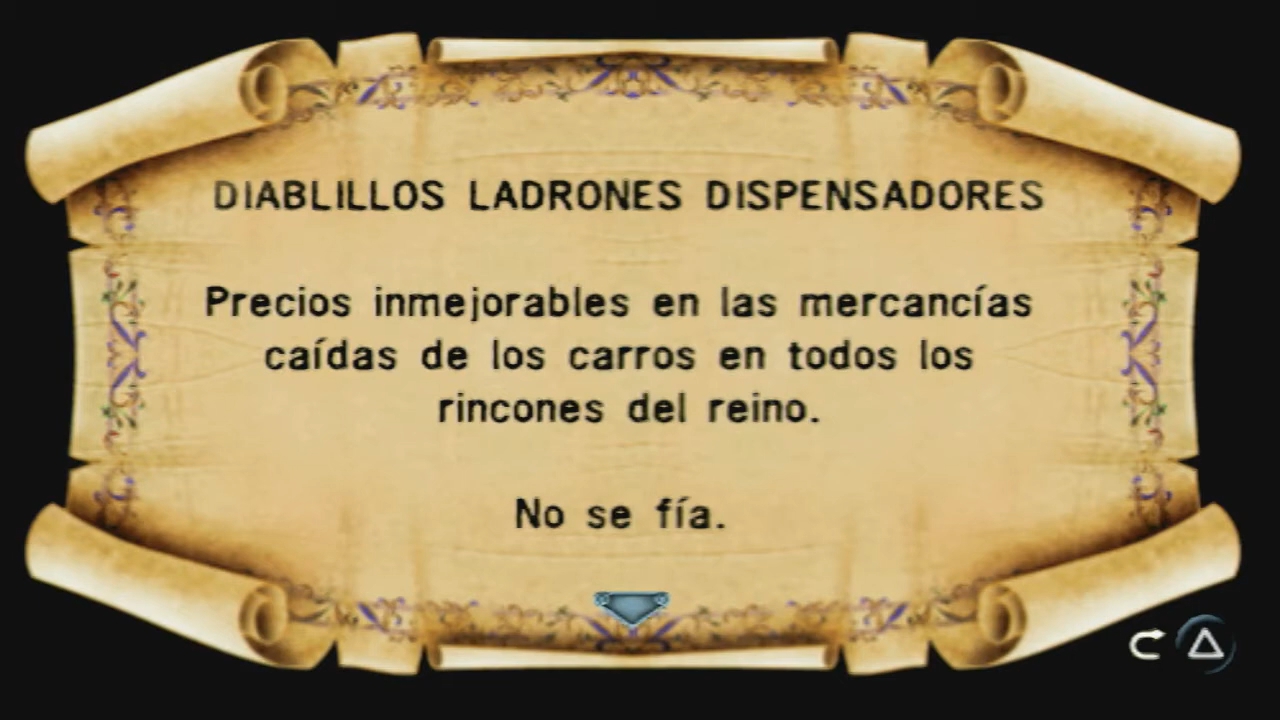 DIABLILLOS LADRONES DISPENSADORES
Precios inmejorables en las mercancías
caídas de los carros en todos los
rincones del reino.
No se fía.